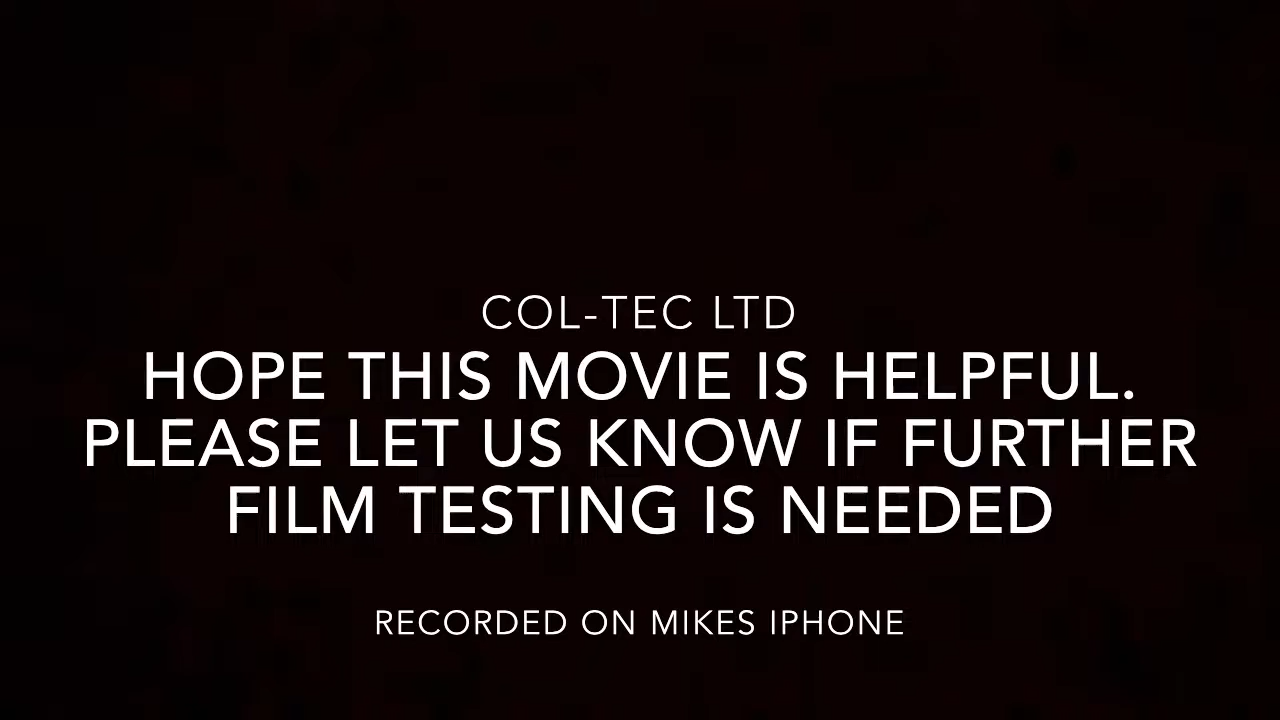 COL-TEC LTD
HOPE THIS MOVIE IS HELPFUL.
PLEASE LET US KNOW IF FURTHER
FILM TESTING IS NEEDED
RECORDED ON MIKES IPHONE